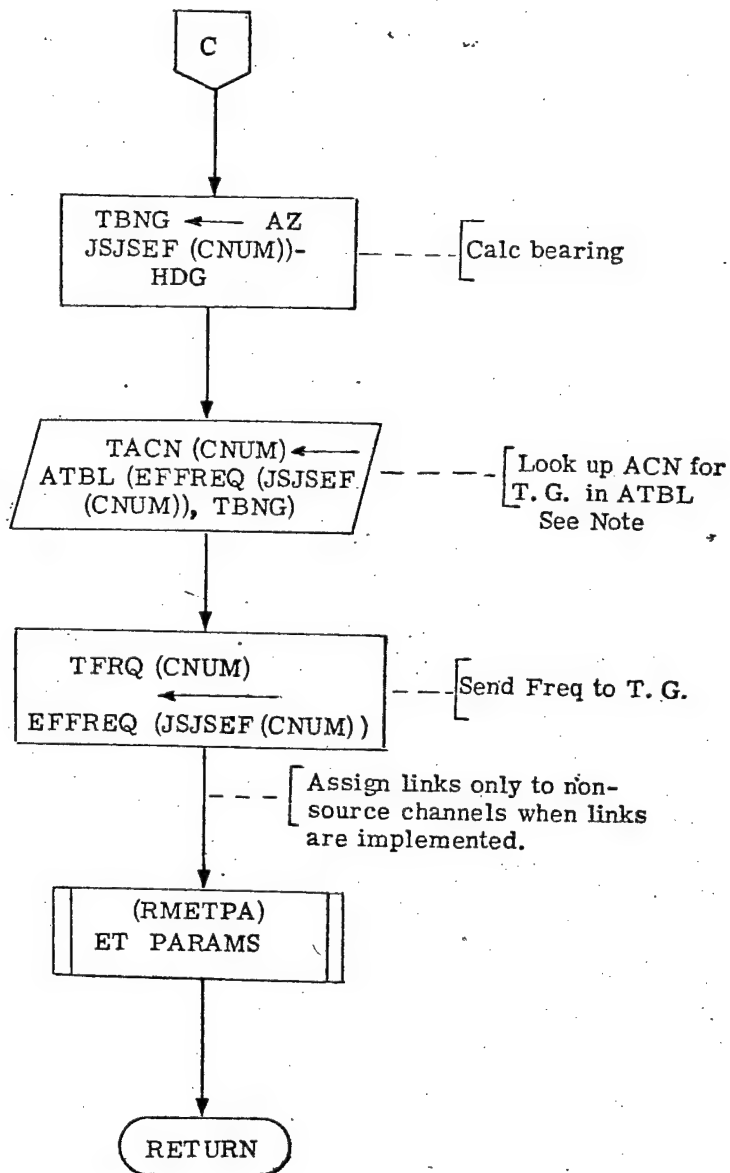 C
TBNG ← AZ
JSJSEF (CNUM))-
HDG
Calc bearing
TACN (CNUM) ←
ATBL (EFFREQ (JSJSEF
(CNUM)), TBNG)
Look up ACN for
T. G. in ATBL
See Note
TFRQ (CNUM)
←
EFFREQ (JSJSEF (CNUM))
Send Freq to T. G.
Assign links only to non-
source channels when links
are implemented.
(RMETPA)
ET PARAMS
RETURN